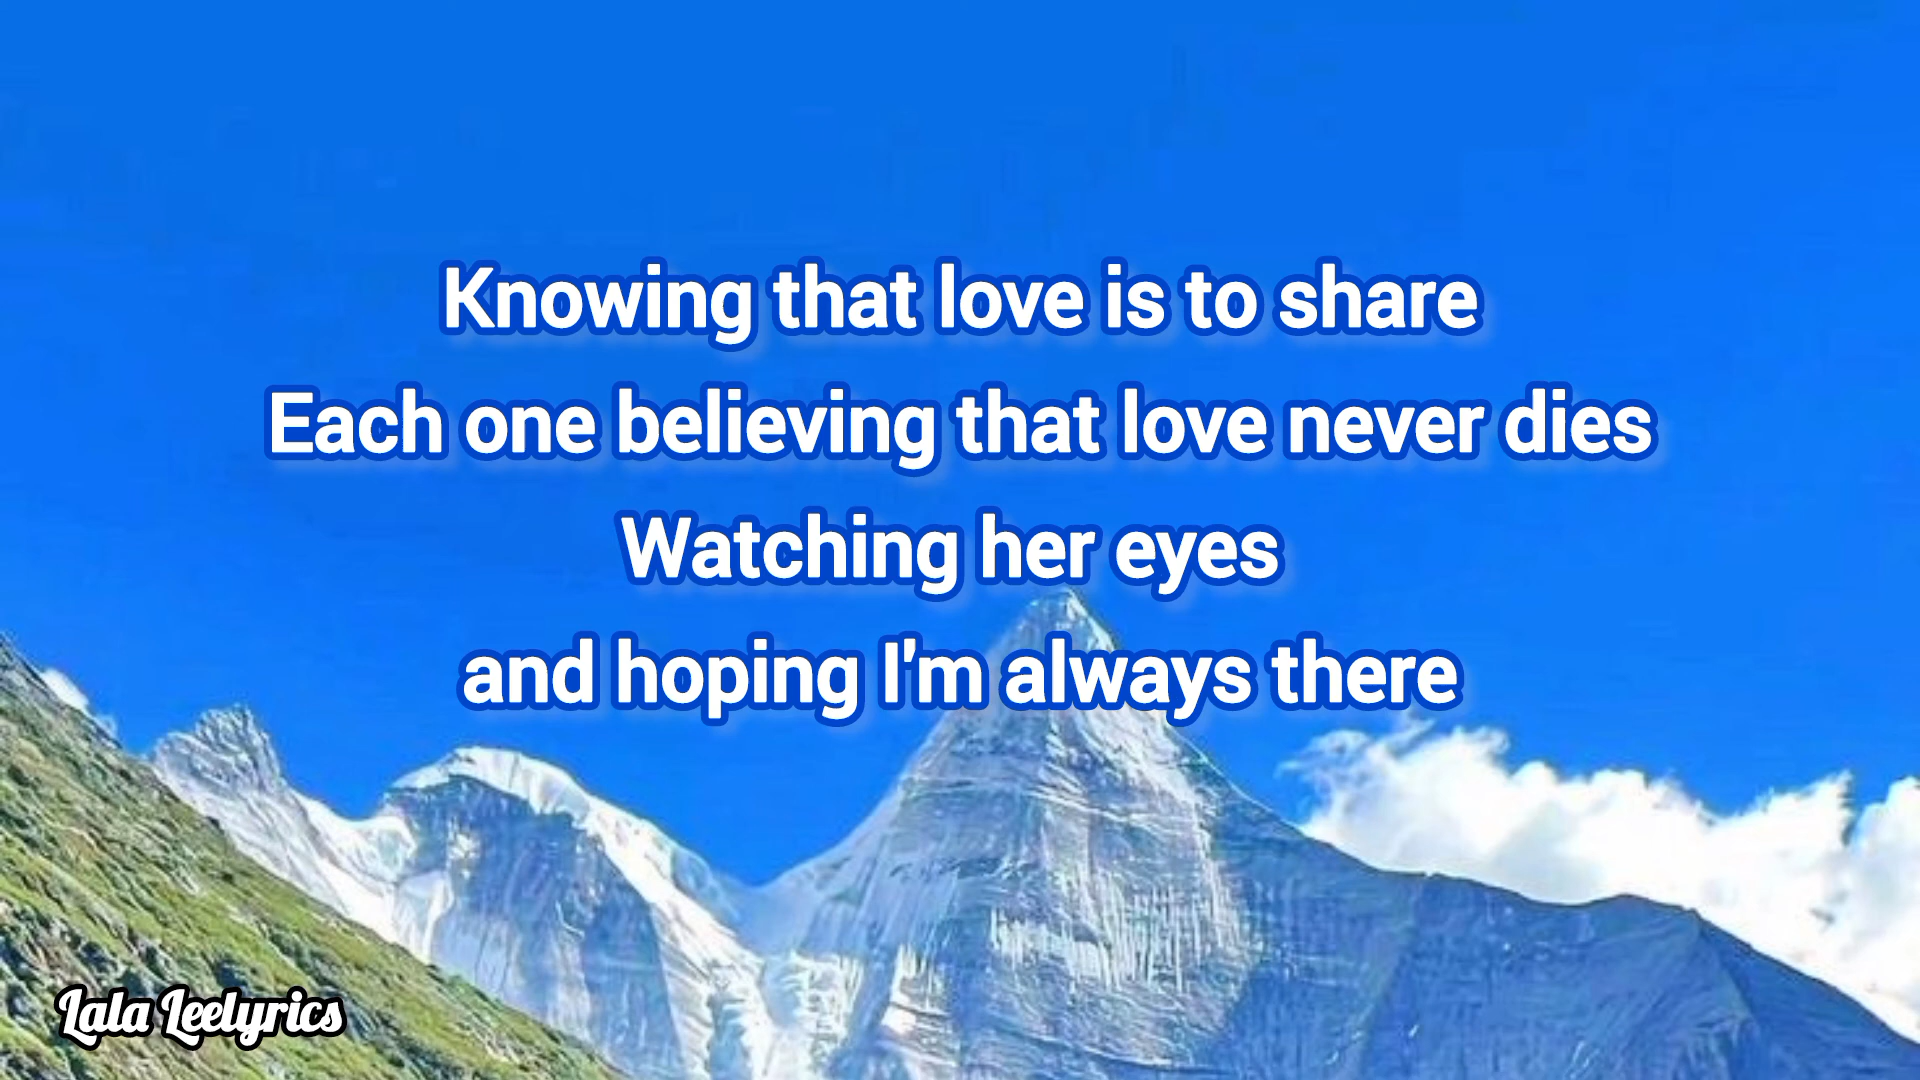 Knowing that love is to share
Each one believing that love never dies
Watching her eyes
and hoping I'm always there
Lala Leelyrics